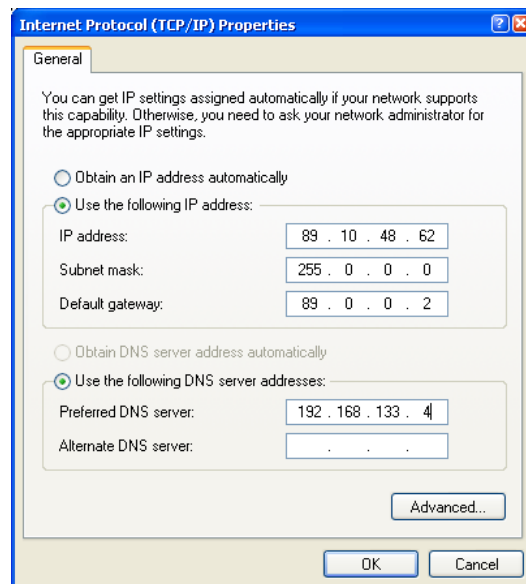 Internet Protocol (TCP/IP) Properties
General
You can get IP settings assigned automatically if your network supports
this capability. Otherwise, you need to ask your network administrator for
the appropriate IP settings.
Obtain an IP address automatically
Use the following IP address:
IP address: 89 . 10 . 48 . 62
Subnet mask: 255 . 0 . 0 . 0
Default gateway: 89 . 0 . 0 . 2
Obtain DNS server address automatically
Use the following DNS server addresses:
Preferred DNS server: 192 . 168 . 133 . 4
Alternate DNS server: . . .
Advanced...
OK Cancel